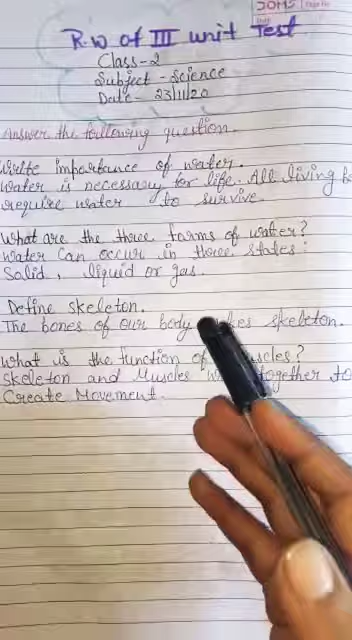 DOMS
R.W of III unit Test
Class-2
Subject - Science
Date - 23/11/20
Answer the following question.
Write importance of water.
Water is necessary for life. All living
require water to survive.
What are the three forms of water?
Water Can occur in three states:
Solid, liquid or gas.
Define skeleton.
The bones of our body skeleton.
What is the function of
Skeleton and Muscles together to
Create Movement.